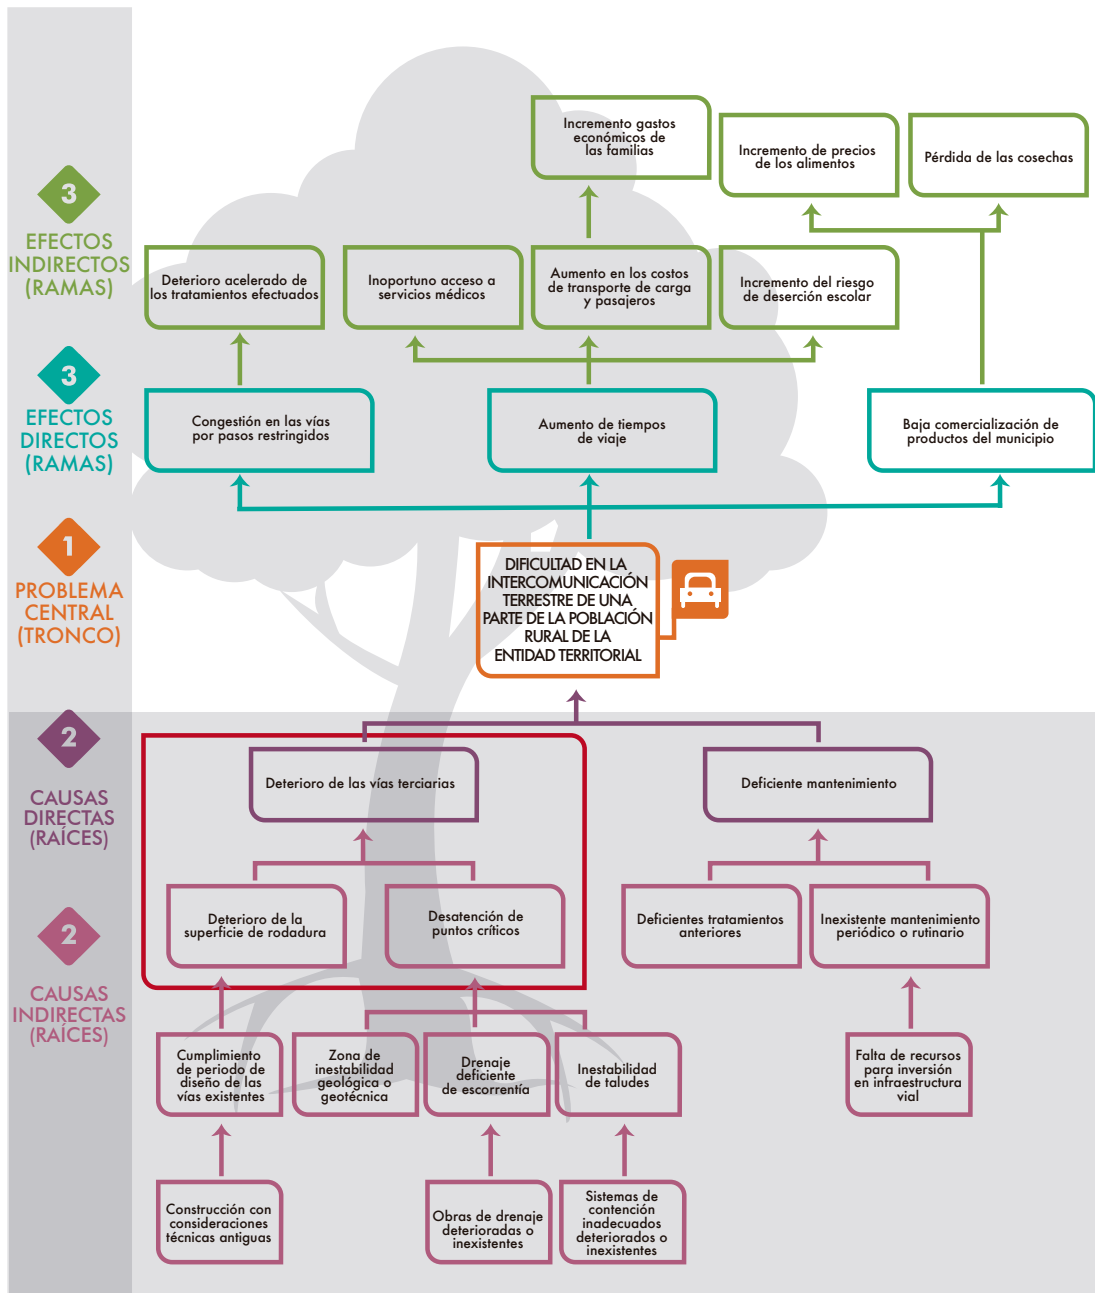 Incremento gastos
económicos de
las familias
Incremento de precios
de los alimentos
Pérdida de las cosechas
3
EFECTOS
INDIRECTOS
(RAMAS)
Deterioro acelerado de
los tratamientos efectuados
Inoportuno acceso a
servicios médicos
Aumento en los costos
de transporte de carga
y pasajeros
Incremento del riesgo
de deserción escolar
3
EFECTOS
DIRECTOS
(RAMAS)
Congestión en las vías
por pasos restringidos
Aumento de tiempos
de viaje
Baja comercialización de
productos del municipio
1
PROBLEMA
CENTRAL
(TRONCO)
DIFICULTAD EN LA
INTERCOMUNICACIÓN
TERRESTRE DE UNA
PARTE DE LA POBLACIÓN
RURAL DE LA
ENTIDAD TERRITORIAL
2
CAUSAS
DIRECTAS
(RAÍCES)
Deterioro de las vías terciarias
Deficiente mantenimiento
2
CAUSAS
INDIRECTAS
(RAÍCES)
Deterioro de la
superficie de rodadura
Desatención de
puntos críticos
Deficientes tratamientos
anteriores
Inexistente mantenimiento
periódico o rutinario
Cumplimiento
de periodo de
diseño de las
vías existentes
Zona de
inestabilidad
geológica o
geotécnica
Drenaje
deficiente
de escorrentía
Inestabilidad
de taludes
Falta de recursos
para inversión
en infraestructura
vial
Construcción con
consideraciones
técnicas antiguas
Obras de drenaje
deterioradas o
inexistentes
Sistemas de
contención
inadecuados
deteriorados o
inexistentes